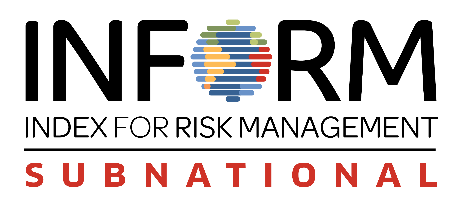 INFORM
INDEX FOR RISK MANAGEMENT
SUBNATIONAL